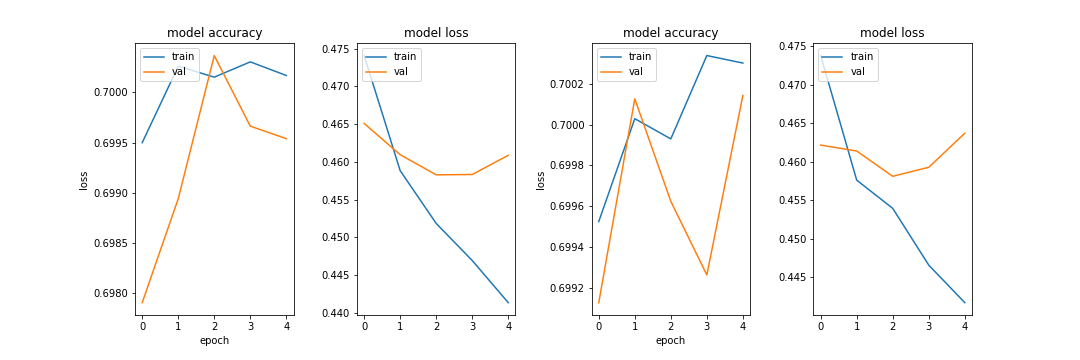 model accuracy
train
val
0.7000
0.6995
0.6990
0.6985
0.6980
loss
0 1 2 3 4
epoch
model loss
train
val
0.475
0.470
0.465
0.460
0.455
0.450
0.445
0.440
0 1 2 3 4
model accuracy
train
val
0.7002
0.7000
0.6998
0.6996
0.6994
0.6992
loss
0 1 2 3 4
epoch
model loss
train
val
0.475
0.470
0.465
0.460
0.455
0.450
0.445
0 1 2 3 4